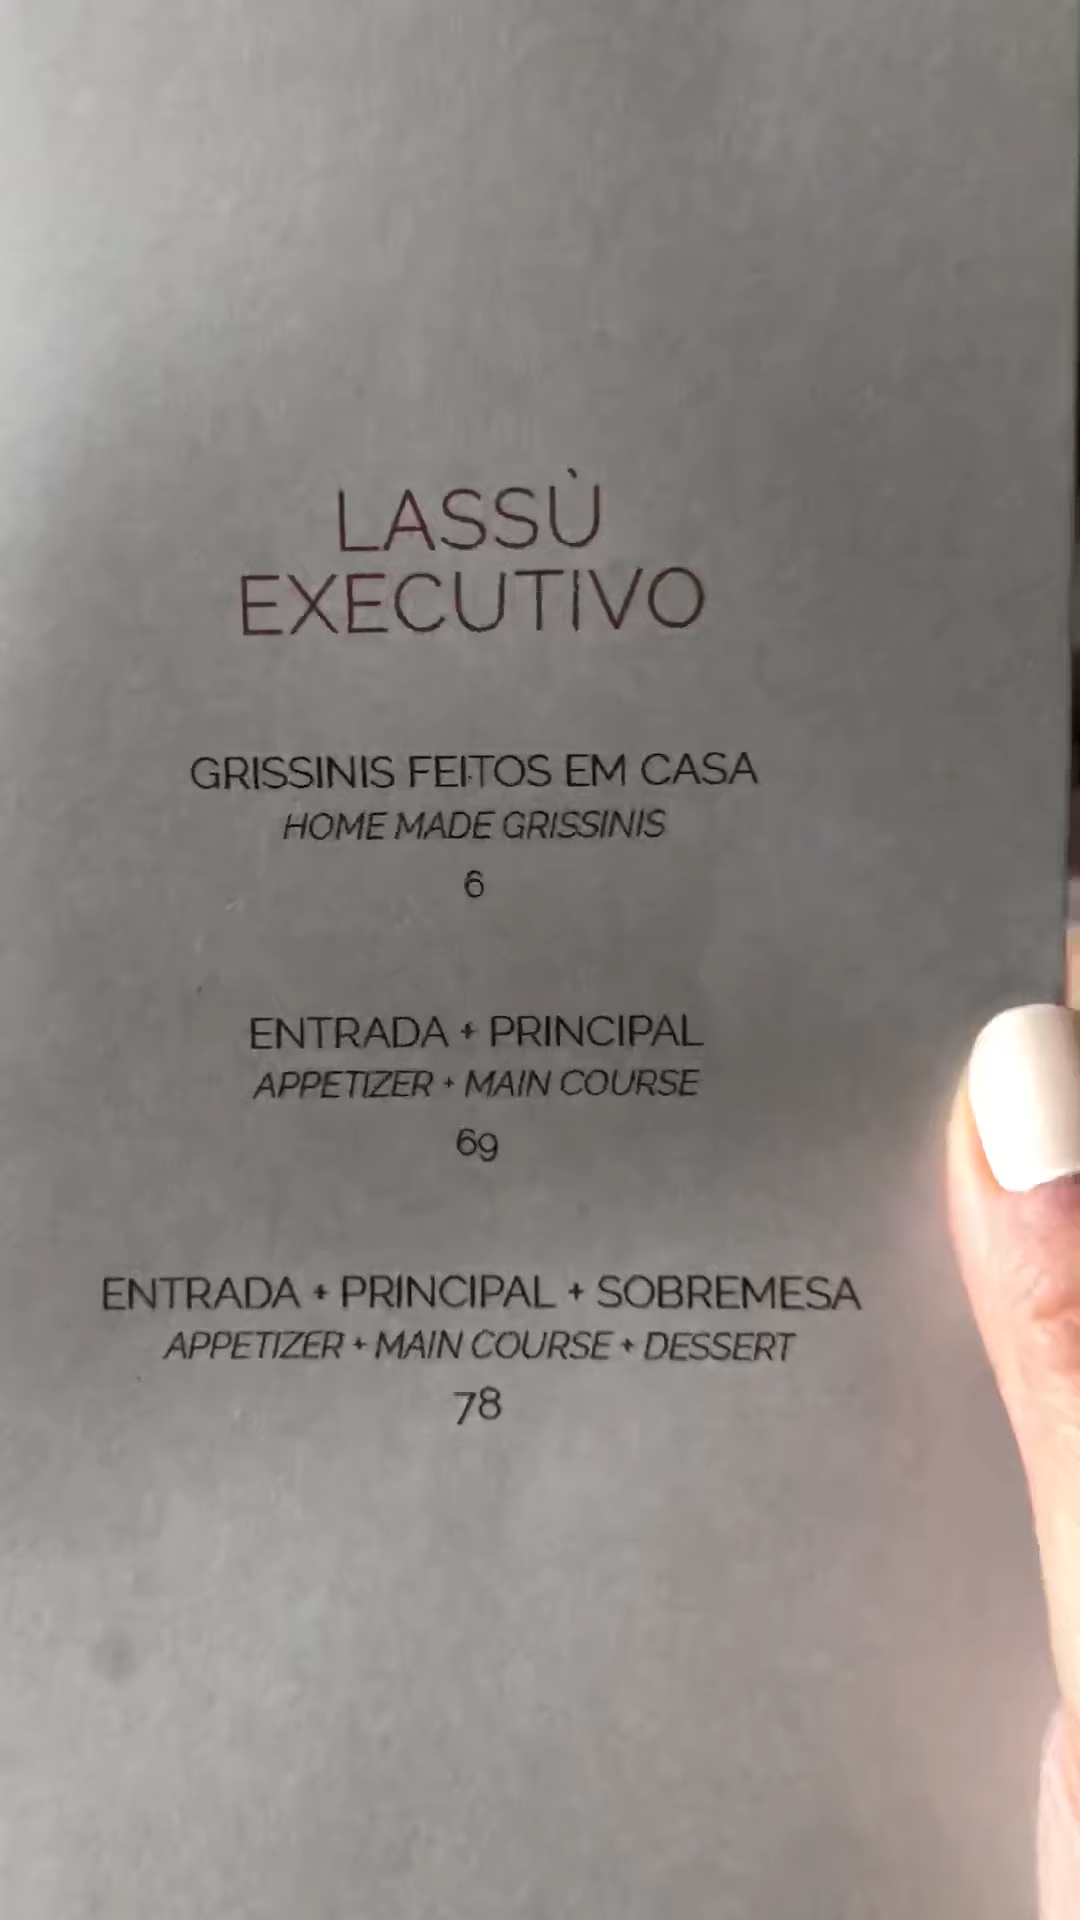 LASSÙ
EXECUTIVO
GRISSINIS FEITOS EM CASA
HOME MADE GRISSINIS
6
ENTRADA + PRINCIPAL
APPETIZER + MAIN COURSE
69
ENTRADA + PRINCIPAL + SOBREMESA
APPETIZER + MAIN COURSE + DESSERT
78